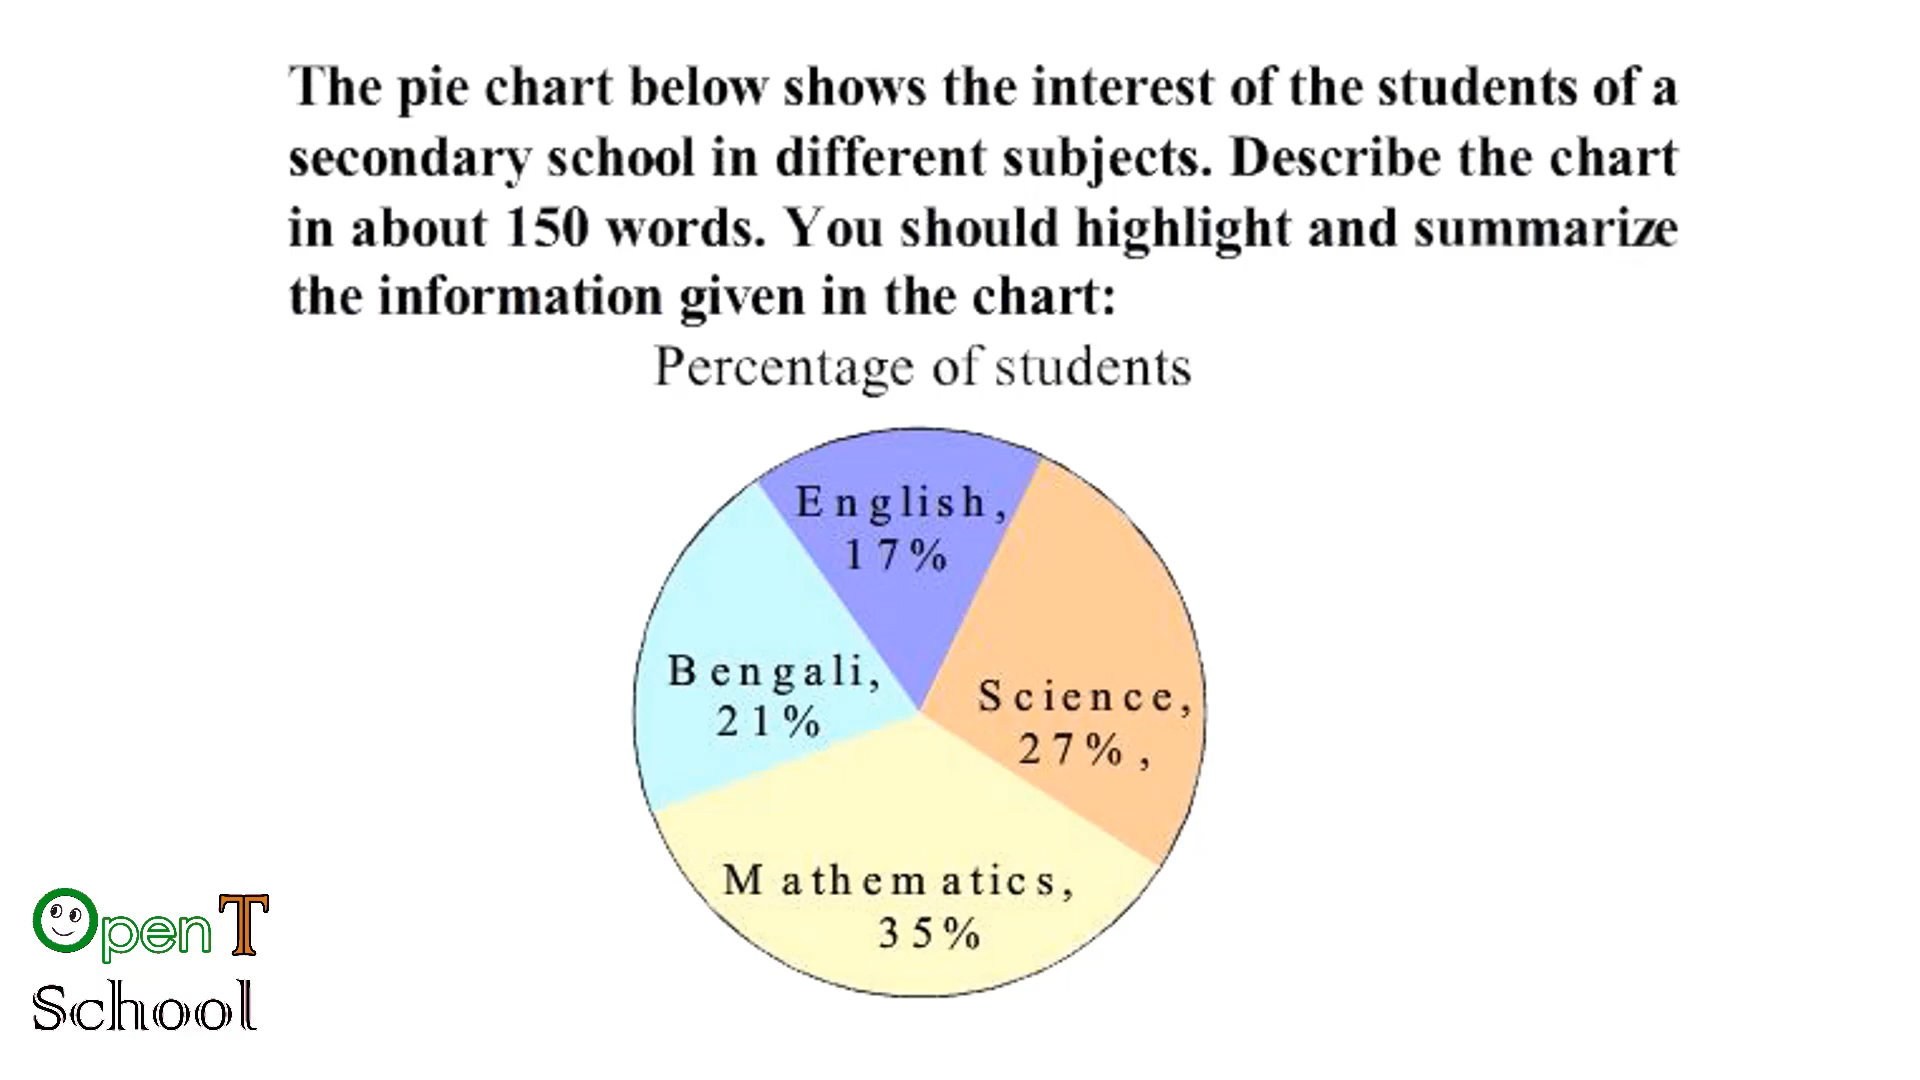 The pie chart below shows the interest of the students of a
secondary school in different subjects. Describe the chart
in about 150 words. You should highlight and summarize
the information given in the chart:
Percentage of students
English,
17%
Science,
27% ,
Bengali,
21%
Mathematics,
35%
Open T
School